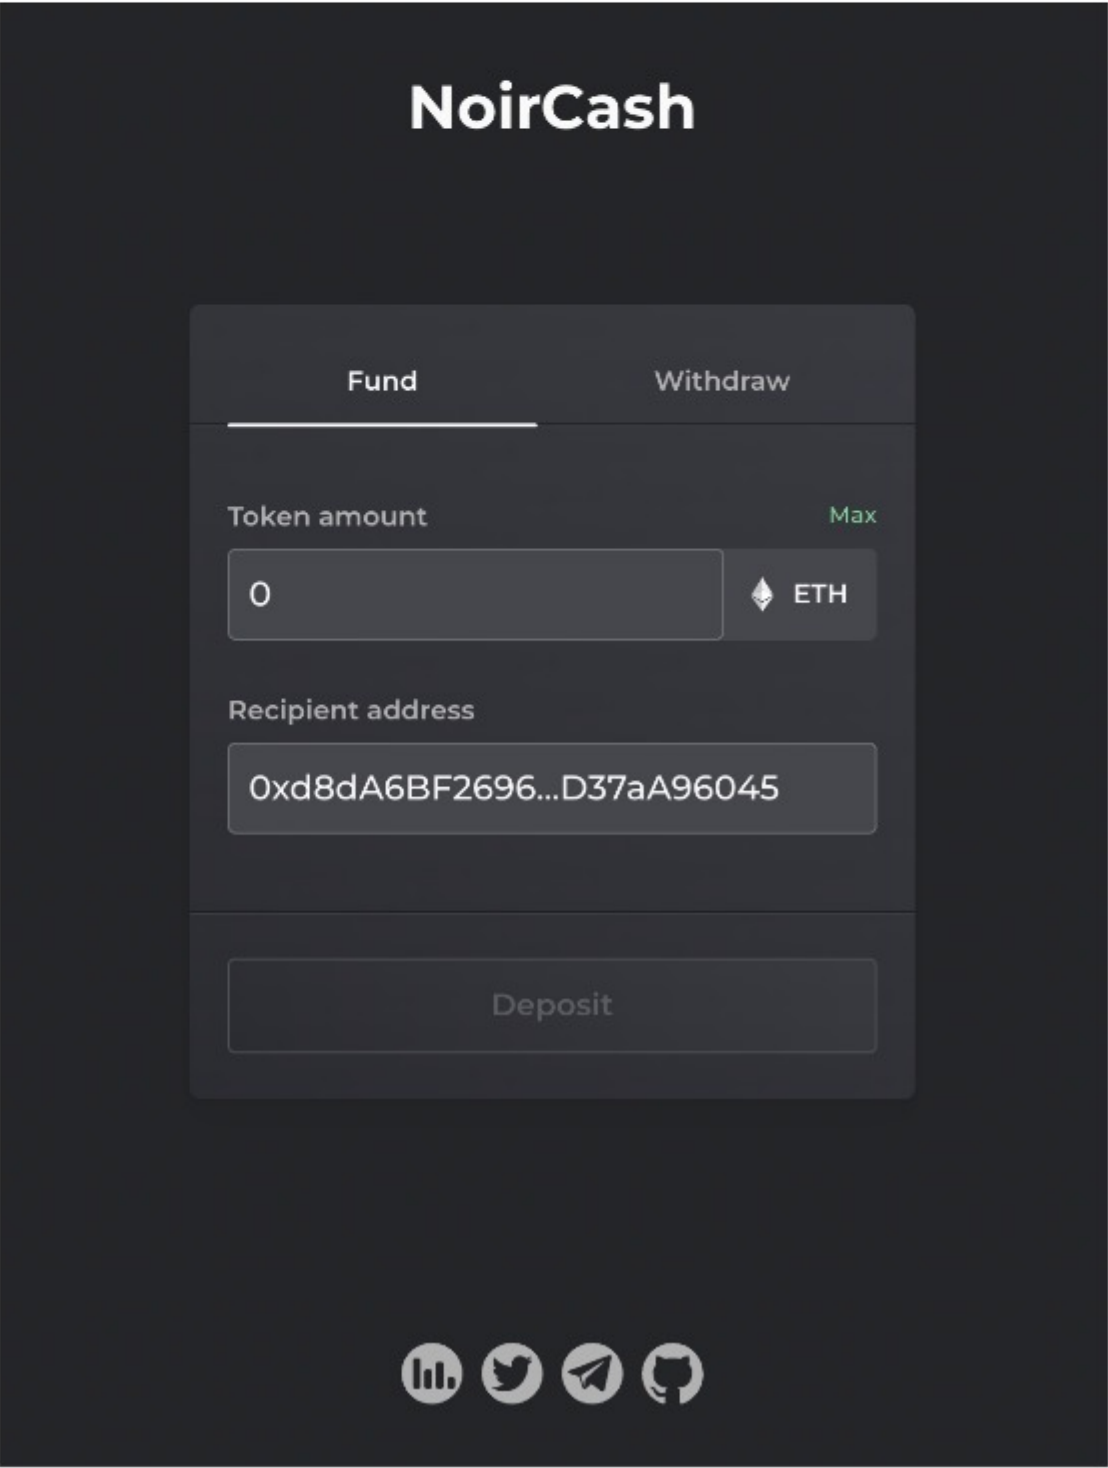 NoirCash
Fund Withdraw
Token amount Max
0 ETH
Recipient address
0xd8dA6BF2696...D37aA96045
Deposit